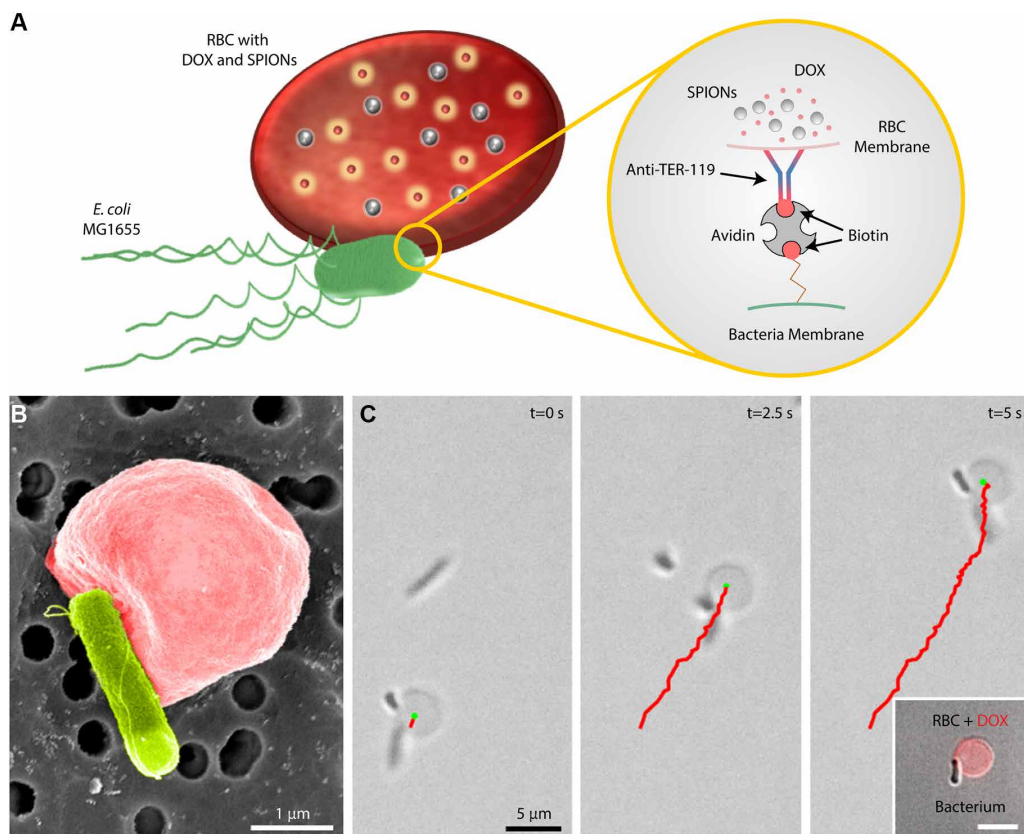 A
RBC with
DOX and SPIONs
E. coli
MG1655
DOX
SPIONs
RBC
Membrane
Anti-TER-119
Avidin
Biotin
Bacteria Membrane
B
1 µm
C
t=0 s
5 µm
t=2.5 s
t=5 s
RBC + DOX
Bacterium